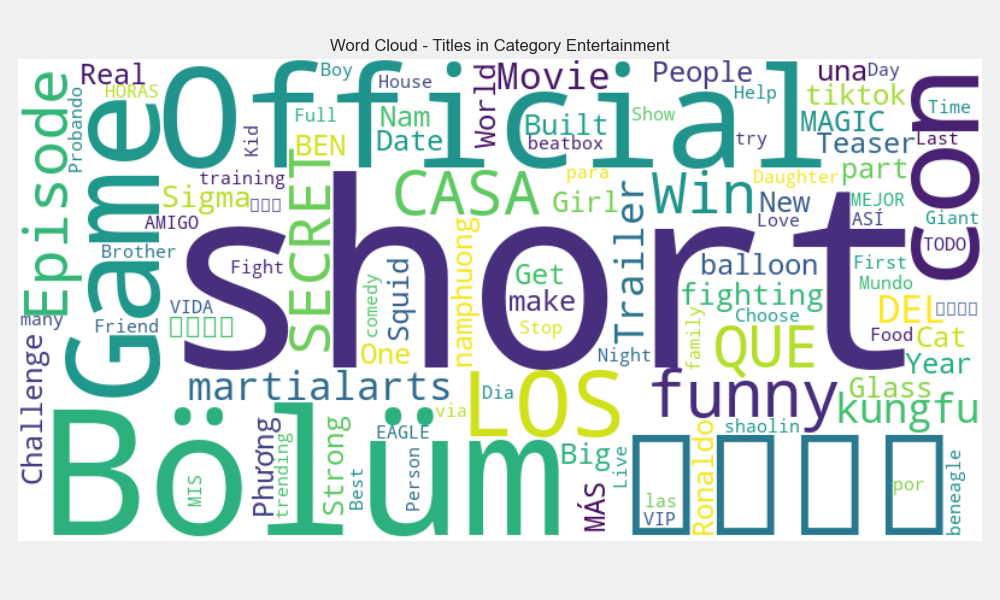 Word Cloud - Titles in Category Entertainment
Real
HORAS
Probando
Episode
Game
Official
Boy
House
Full
Kid
BEN
Nam
Date
World
Movie
Built
beatbox
People
Help
Show
try
una
Day
tiktok
MAGIC
Teaser
Last
Time
con
training
Sigma
AMIGO
Brother
SECRET
CASA
para
Girl
Win
Daughter
New
Love
part
MEJOR
ASÍ
Giant
TODO
short
Fight
VIDA
many
Friend
comedy
Squid
namphuong
Get
make
Stop
Trailer
balloon
fighting
Choose
First
Mundo
DEL
Food
Cat
Year
One
Night
family
QUE
Challenge
martialarts
LOS
Dia
via
funny
Glass
kungfu
shaolin
Bölüm
MIS
Phượng
trending
Strong
Best
EAGLE
Person
Big
MÁS
Live
las
VIP
Ronaldo
por
beneagle